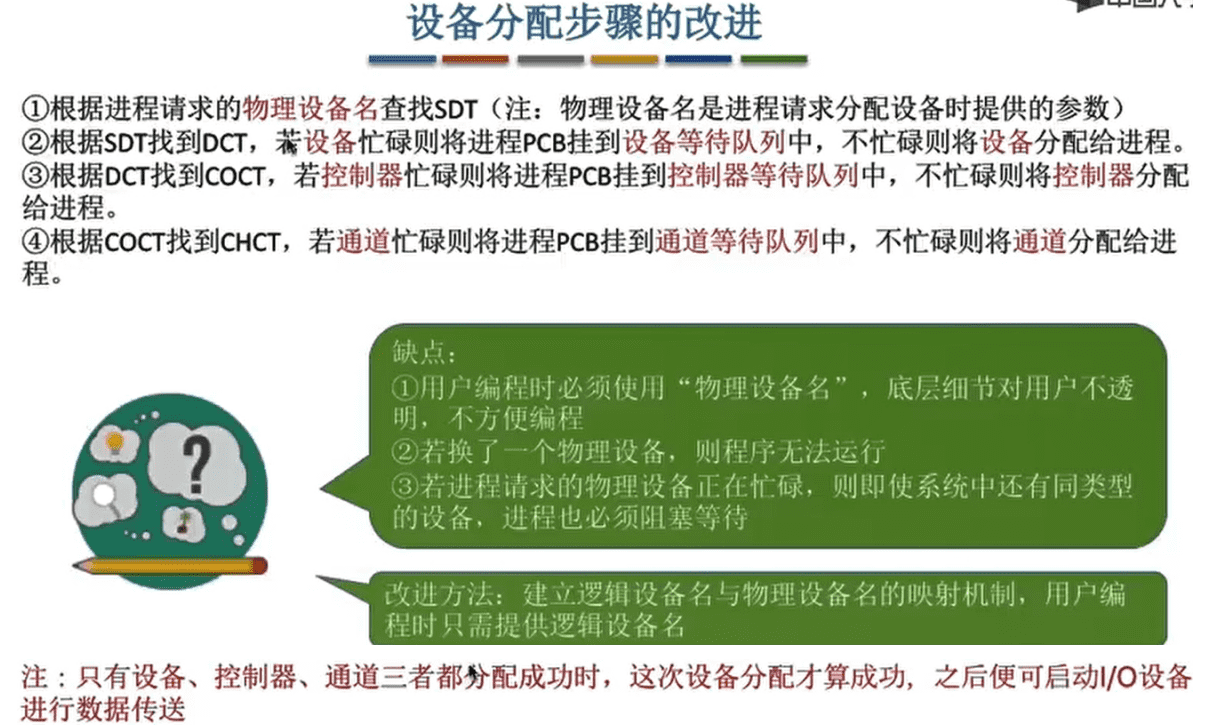 设备分配步骤的改进
①根据进程请求的物理设备名查找SDT（注：物理设备名是进程请求分配设备时提供的参数）
②根据SDT找到DCT，若设备忙碌则将进程PCB挂到设备等待队列中，不忙碌则将设备分配给进程。
③根据DCT找到COCT，若控制器忙碌则将进程PCB挂到控制器等待队列中，不忙碌则将控制器分配
给进程。
④根据COCT找到CHCT，若通道忙碌则将进程PCB挂到通道等待队列中，不忙碌则将通道分配给进
程。
缺点：
①用户编程时必须使用“物理设备名”，底层细节对用户不透
明，不方便编程
②若换了一个物理设备，则程序无法运行
③若进程请求的物理设备正在忙碌，则即使系统中还有同类型
的设备，进程也必须阻塞等待
改进方法：建立逻辑设备名与物理设备名的映射机制，用户编
程时只需提供逻辑设备名
注：只有设备、控制器、通道三者都分配成功时，这次设备分配才算成功，之后便可启动I/O设备
进行数据传送